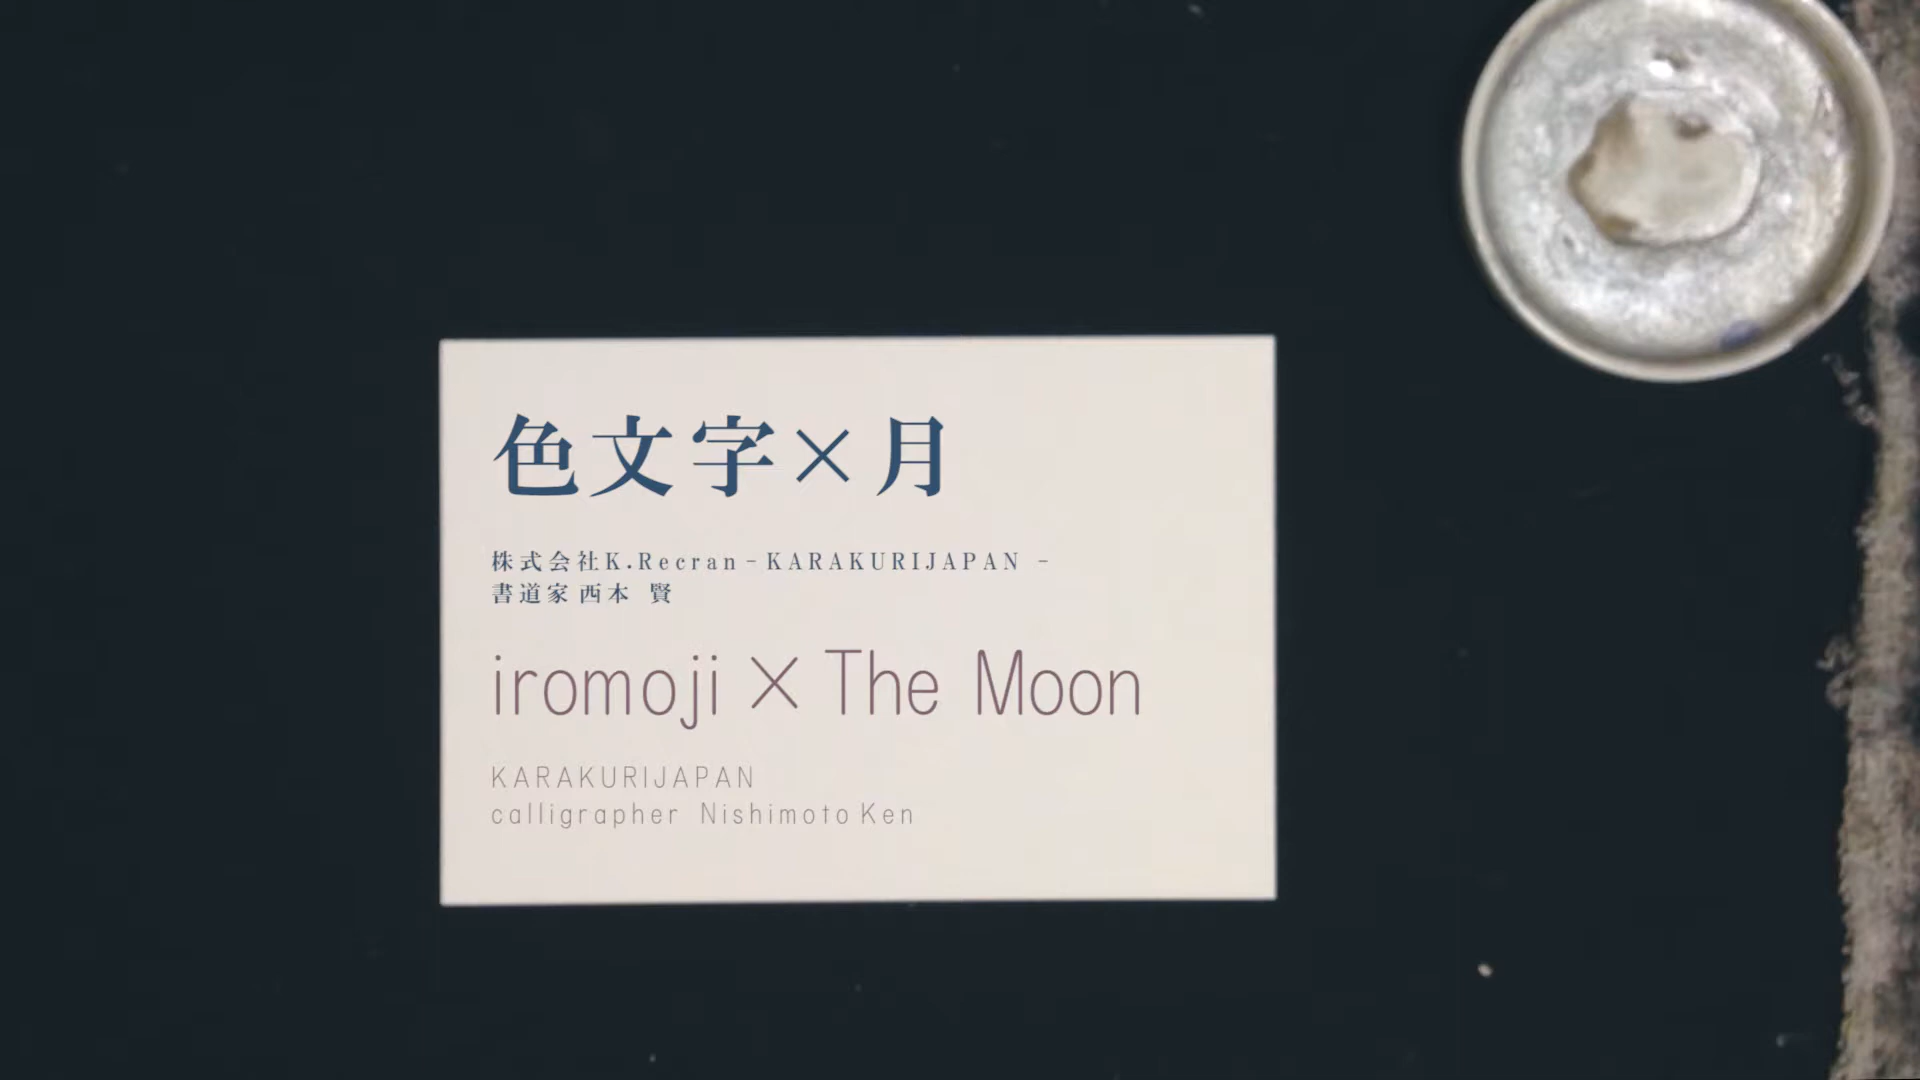 色文字×月
株式会社K.Recran-KARAKURIJAPAN -
書道家 西本 賢
iromoji × The Moon
KARAKURIJAPAN
calligrapher Nishimoto Ken